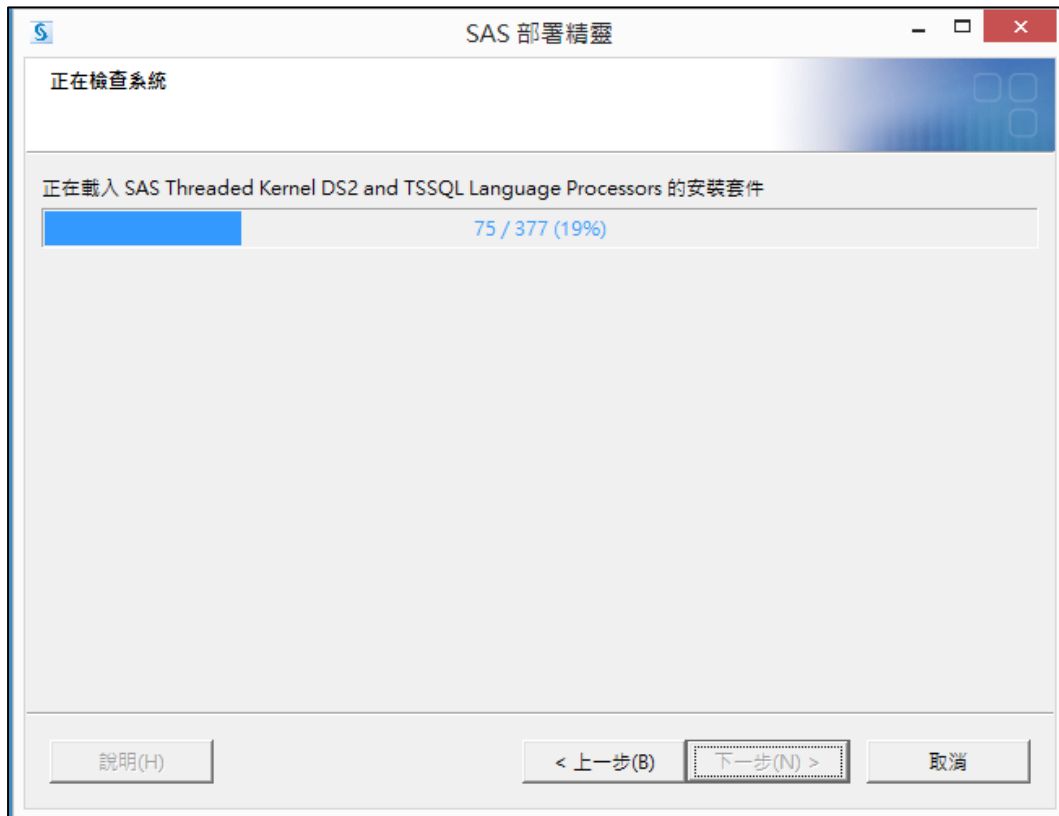 SAS 部署精靈
正在檢查系統
正在載入 SAS Threaded Kernel DS2 and TSSQL Language Processors 的安裝套件
75 / 377 (19%)
說明(H)
< 上一步(B)
下一步(N) >
取消